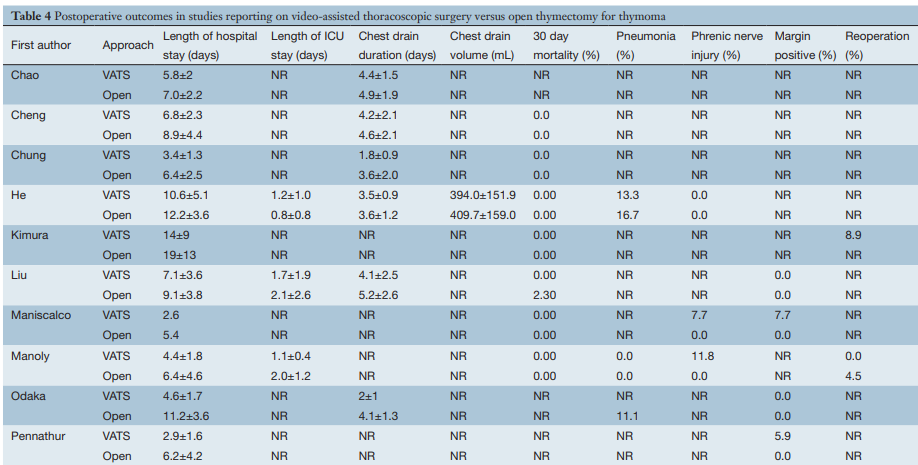 Table 4 Postoperative outcomes in studies reporting on video-assisted thoracoscopic surgery versus open thymectomy for thymoma
First author Approach Length of hospital stay (days) Length of ICU stay (days) Chest drain duration (days) Chest drain volume (mL) 30 day mortality (%) Pneumonia (%) Phrenic nerve injury (%) Margin positive (%) Reoperation (%)
Chao VATS 5.8±2 NR 4.4±1.5 NR NR NR NR NR NR
Open 7.0±2.2 NR 4.9±1.9 NR NR NR NR NR NR
Cheng VATS 6.8±2.3 NR 4.2±2.1 NR 0.0 NR NR NR NR
Open 8.9±4.4 NR 4.6±2.1 NR 0.0 NR NR NR NR
Chung VATS 3.4±1.3 NR 1.8±0.9 NR 0.0 NR NR NR NR
Open 6.4±2.5 NR 3.6±2.0 NR 0.0 NR NR NR NR
He VATS 10.6±5.1 1.2±1.0 3.5±0.9 394.0±151.9 0.00 13.3 0.0 NR NR
Open 12.2±3.6 0.8±0.8 3.6±1.2 409.7±159.0 0.00 16.7 0.0 NR NR
Kimura VATS 14±9 NR NR NR 0.00 NR NR NR 8.9
Open 19±13 NR NR NR 0.00 NR NR NR NR
Liu VATS 7.1±3.6 1.7±1.9 4.1±2.5 NR 0.00 NR NR 0.0 NR
Open 9.1±3.8 2.1±2.6 5.2±2.6 NR 2.30 NR NR 0.0 NR
Maniscalco VATS 2.6 NR NR NR 0.00 NR 7.7 7.7 NR
Open 5.4 NR NR NR 0.00 NR 0.0 0.0 NR
Manoly VATS 4.4±1.8 1.1±0.4 NR NR 0.00 0.0 11.8 NR 0.0
Open 6.4±4.6 2.0±1.2 NR NR 0.00 0.0 0.0 NR 4.5
Odaka VATS 4.6±1.7 NR 2±1 NR 0.00 NR NR 0.0 NR
Open 11.2±3.6 NR 4.1±1.3 NR 0.00 11.1 NR 0.0 NR
Pennathur VATS 2.9±1.6 NR NR NR 0.00 NR NR 5.9 NR
Open 6.2±4.2 NR NR NR 0.00 NR NR 0.0 NR